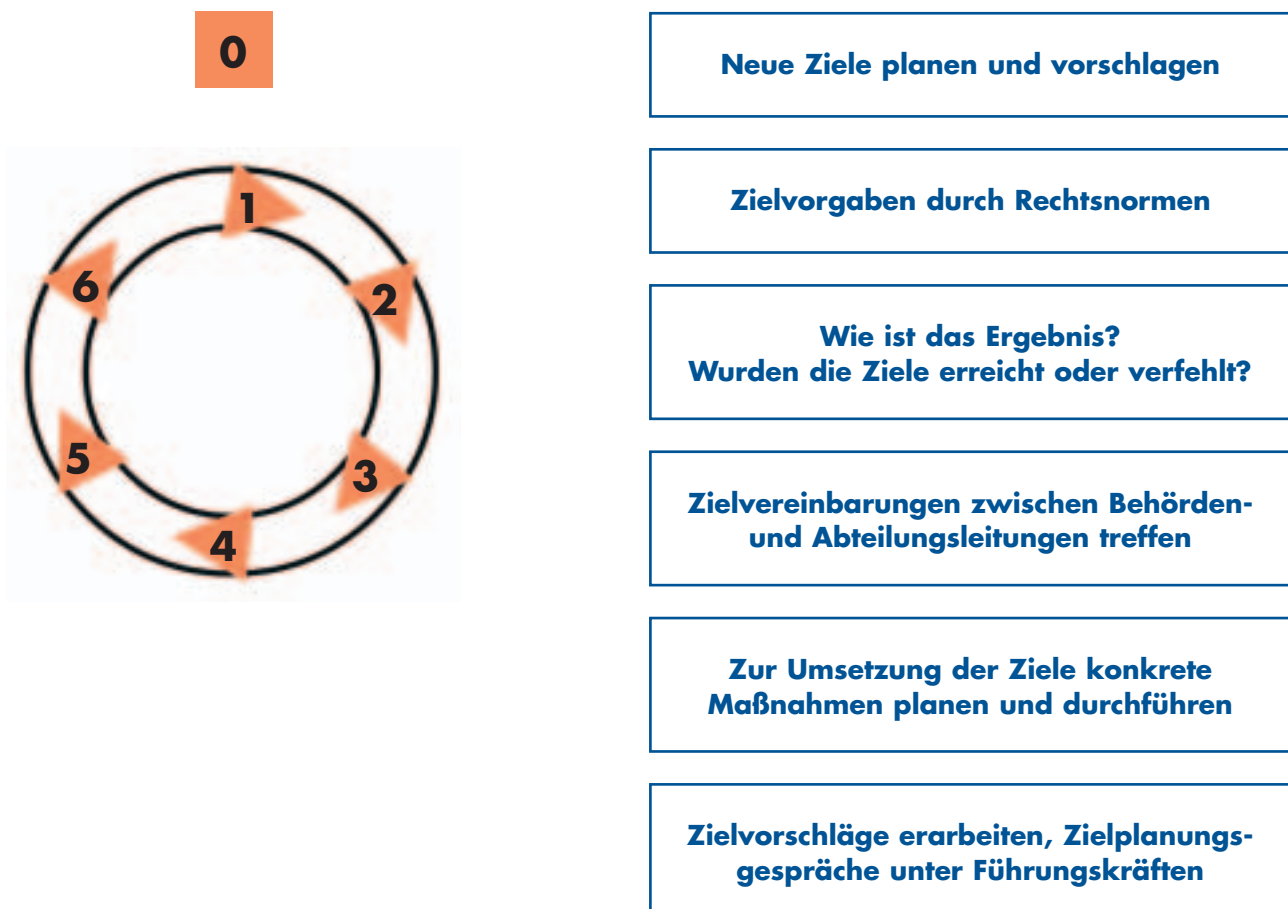 0
1
2
3
4
5
6
Neue Ziele planen und vorschlagen
Zielvorgaben durch Rechtsnormen
Wie ist das Ergebnis?
Wurden die Ziele erreicht oder verfehlt?
Zielvereinbarungen zwischen Behörden-
und Abteilungsleitungen treffen
Zur Umsetzung der Ziele konkrete
Maßnahmen planen und durchführen
Zielvorschläge erarbeiten, Zielplanungs-
gespräche unter Führungskräften